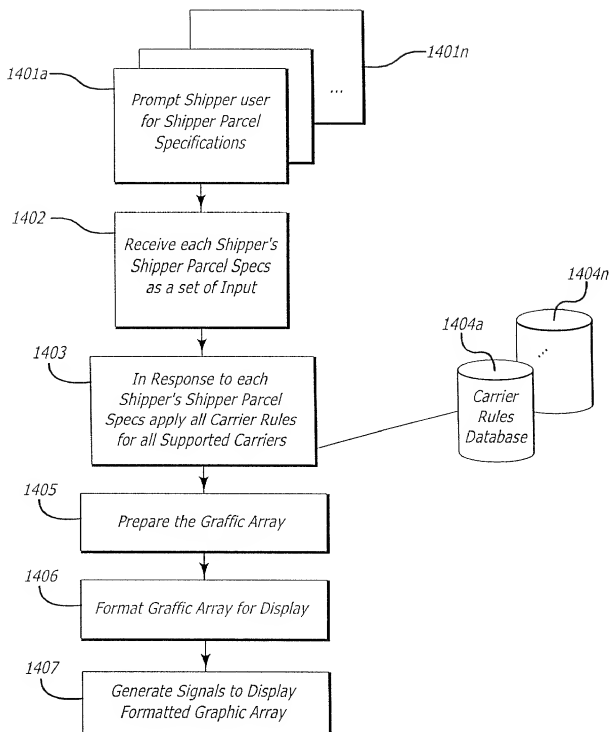 1401n
1401a
...
Prompt Shipper user
for Shipper Parcel
Specifications
1402
Receive each Shipper's
Shipper Parcel Specs
as a set of Input
1404n
...
1404a
Carrier
Rules
Database
1403
In Response to each
Shipper's Shipper Parcel
Specs apply all Carrier Rules
for all Supported Carriers
1405
Prepare the Graffic Array
1406
Format Graffic Array for Display
1407
Generate Signals to Display
Formatted Graphic Array